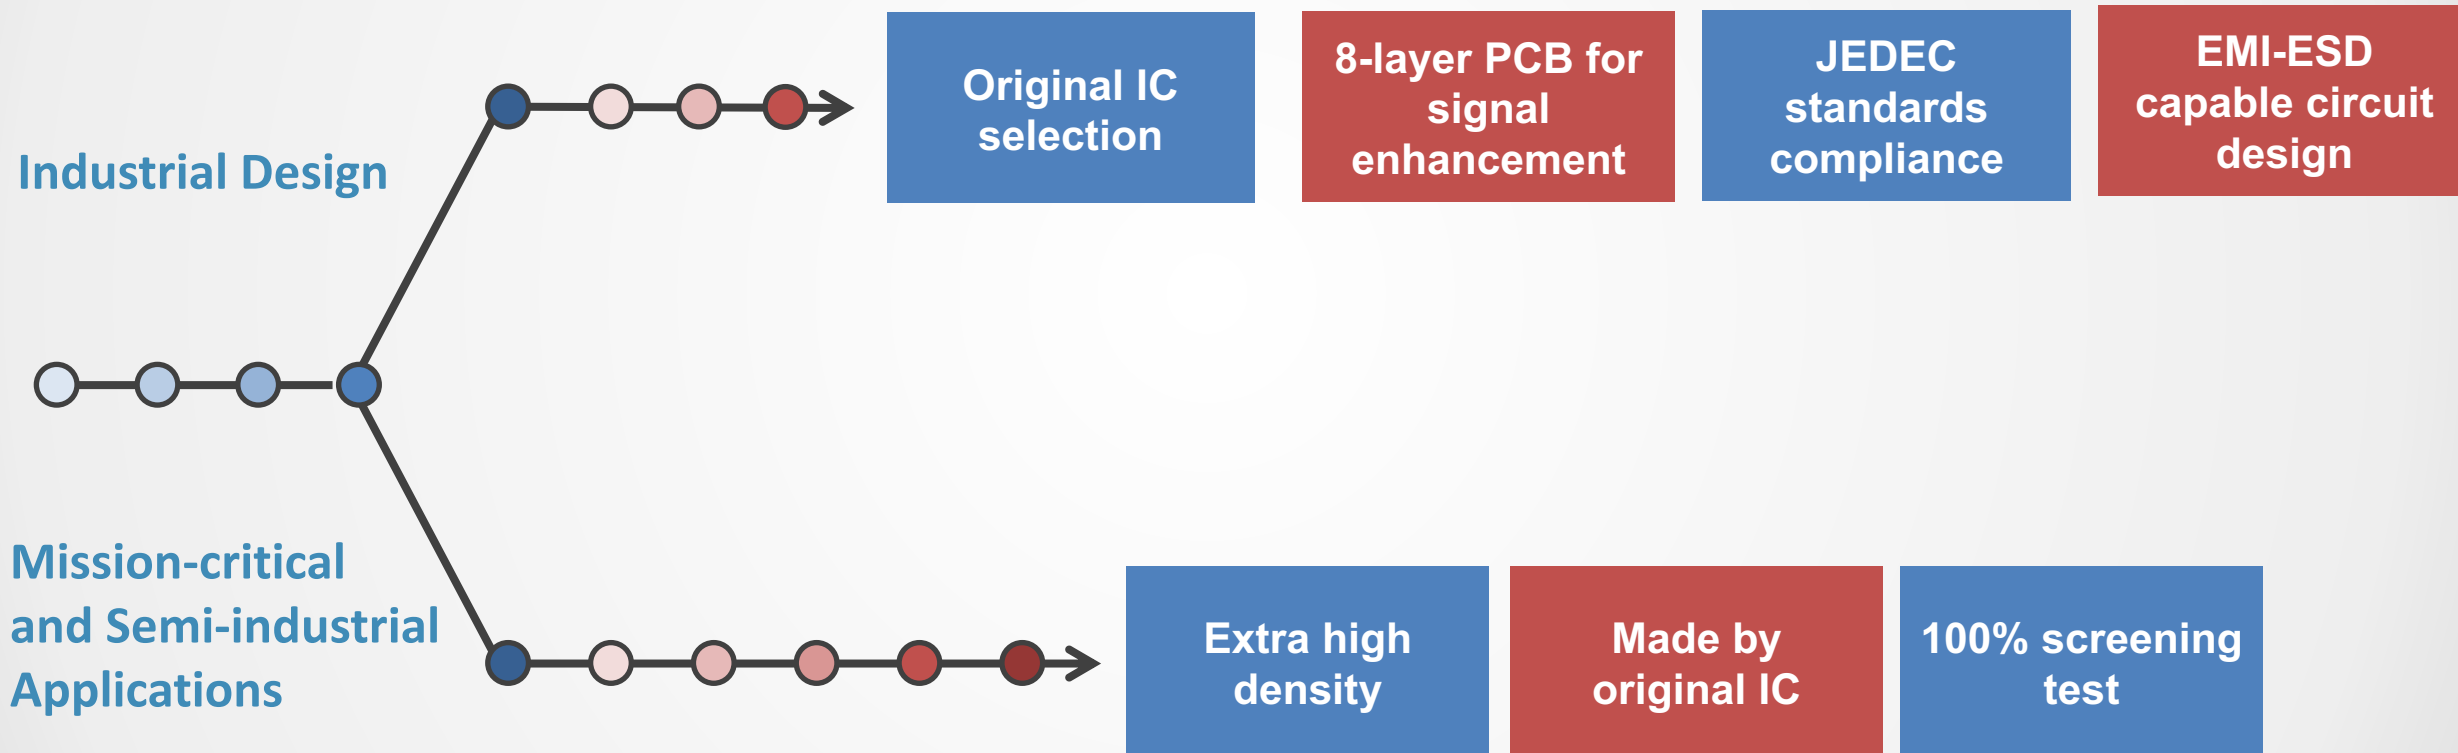 Industrial Design
Original IC
selection
8-layer PCB for
signal
enhancement
JEDEC
standards
compliance
EMI-ESD
capable circuit
design
Mission-critical
and Semi-industrial
Applications
Extra high
density
Made by
original IC
100% screening
test